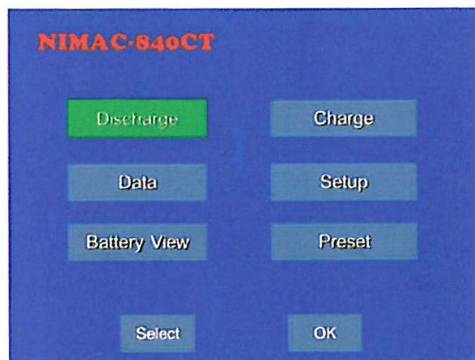 NIMAC-840CT
Discharge Charge
Data Setup
Battery View Preset
Select OK